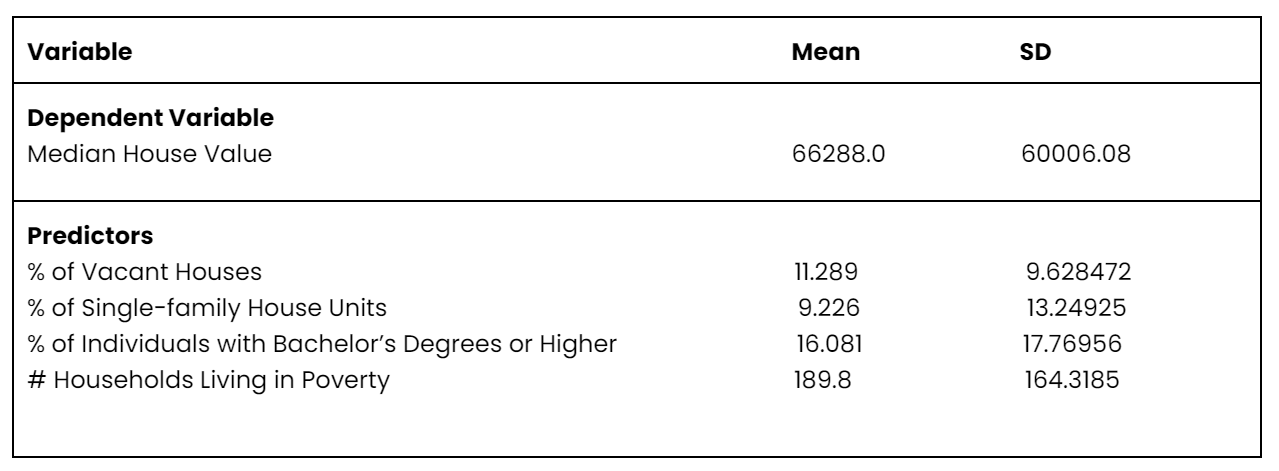 Variable Mean SD
Dependent Variable
Median House Value 66288.0 60006.08
Predictors
% of Vacant Houses 11.289 9.628472
% of Single-family House Units 9.226 13.24925
% of Individuals with Bachelor’s Degrees or Higher 16.081 17.76956
# Households Living in Poverty 189.8 164.3185